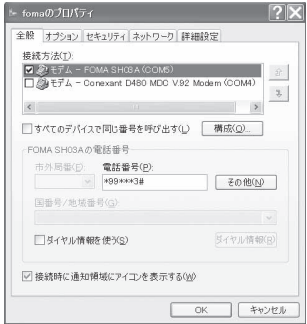 fomaのプロパティ
全般 オプション セキュリティ ネットワーク 詳細設定
接続方法(T):
モデム - FOMA SH03A (COM5)
モデム - Conexant D480 MDC V.92 Modem (COM4)
すべてのデバイスで同じ番号を呼び出す(L) 構成(O)...
FOMA SH03Aの電話番号
市外局番(E): 電話番号(P):
*99***3# その他(N)
国番号/地域番号(G):
ダイヤル情報を使う(S) ダイヤル情報(R)
接続時に通知領域にアイコンを表示する(W)
OK キャンセル